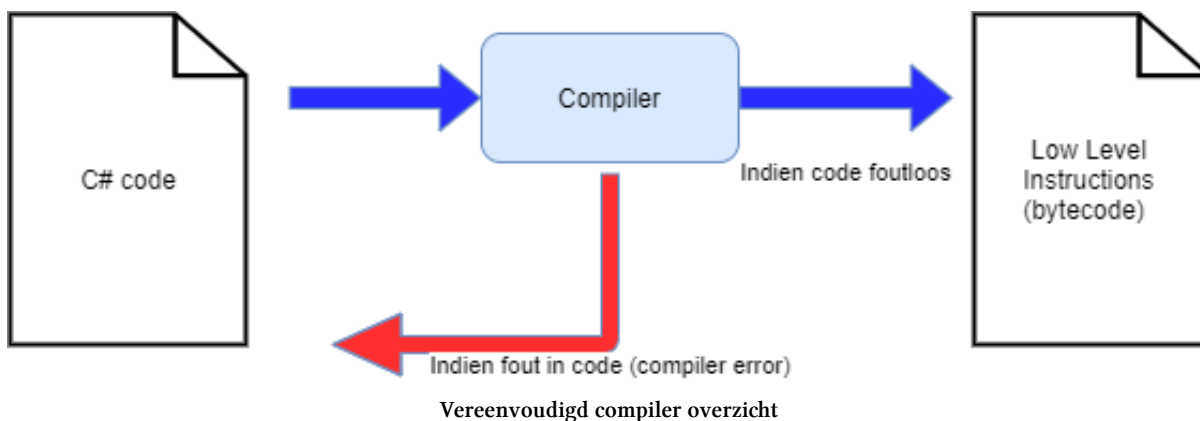 C# code
Compiler
Indien code foutloos
Low Level
Instructions
(bytecode)
Indien fout in code (compiler error)
Vereenvoudigd compiler overzicht